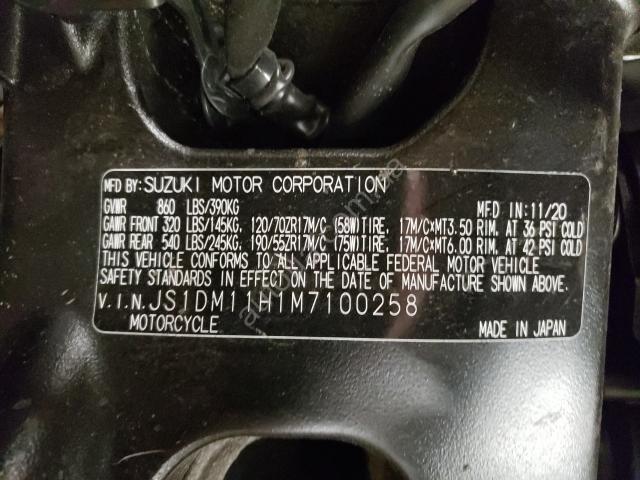 MFD BY: SUZUKI MOTOR CORPORATION
GVWR 860 LBS/390KG MFD IN: 11/20
GAWR FRONT 320 LBS/145KG, 120/70ZR17M/C (58W)TIRE, 17M/C×MT3.50 RIM, AT 36 PSI COLD
GAWR REAR 540 LBS/245KG, 190/55ZR17M/C (75W)TIRE, 17M/C×MT6.00 RIM, AT 42 PSI COLD
THIS VEHICLE CONFORMS TO ALL APPLICABLE FEDERAL MOTOR VEHICLE
SAFETY STANDARDS IN EFFECT ON THE DATE OF MANUFACTURE SHOWN ABOVE.
V.I.N. JS1DM11H1M7100258
MOTORCYCLE MADE IN JAPAN